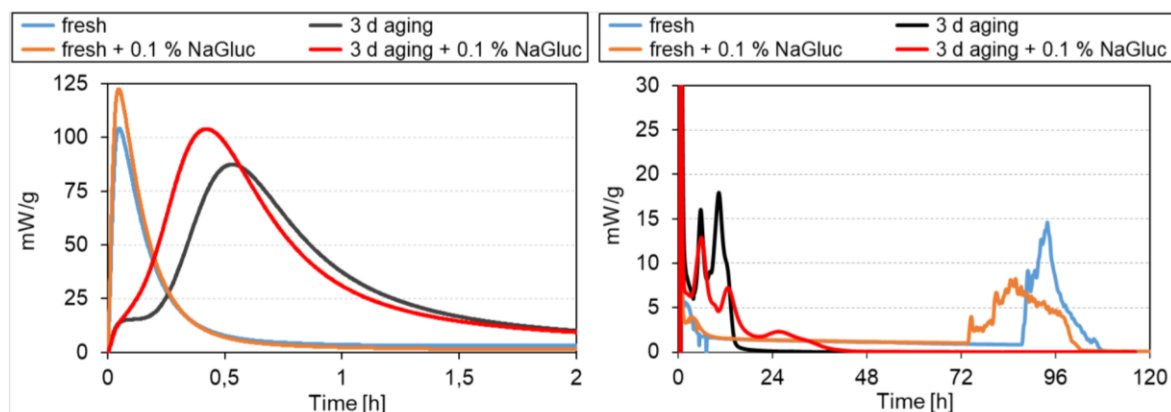 fresh
3 d aging
fresh + 0.1 % NaGluc
3 d aging + 0.1 % NaGluc
125
100
75
50
25
0
mW/g
0
0,5
1
1,5
2
Time [h]
fresh
3 d aging
fresh + 0.1 % NaGluc
3 d aging + 0.1 % NaGluc
30
25
20
15
10
5
0
mW/g
0
24
48
72
96
120
Time [h]